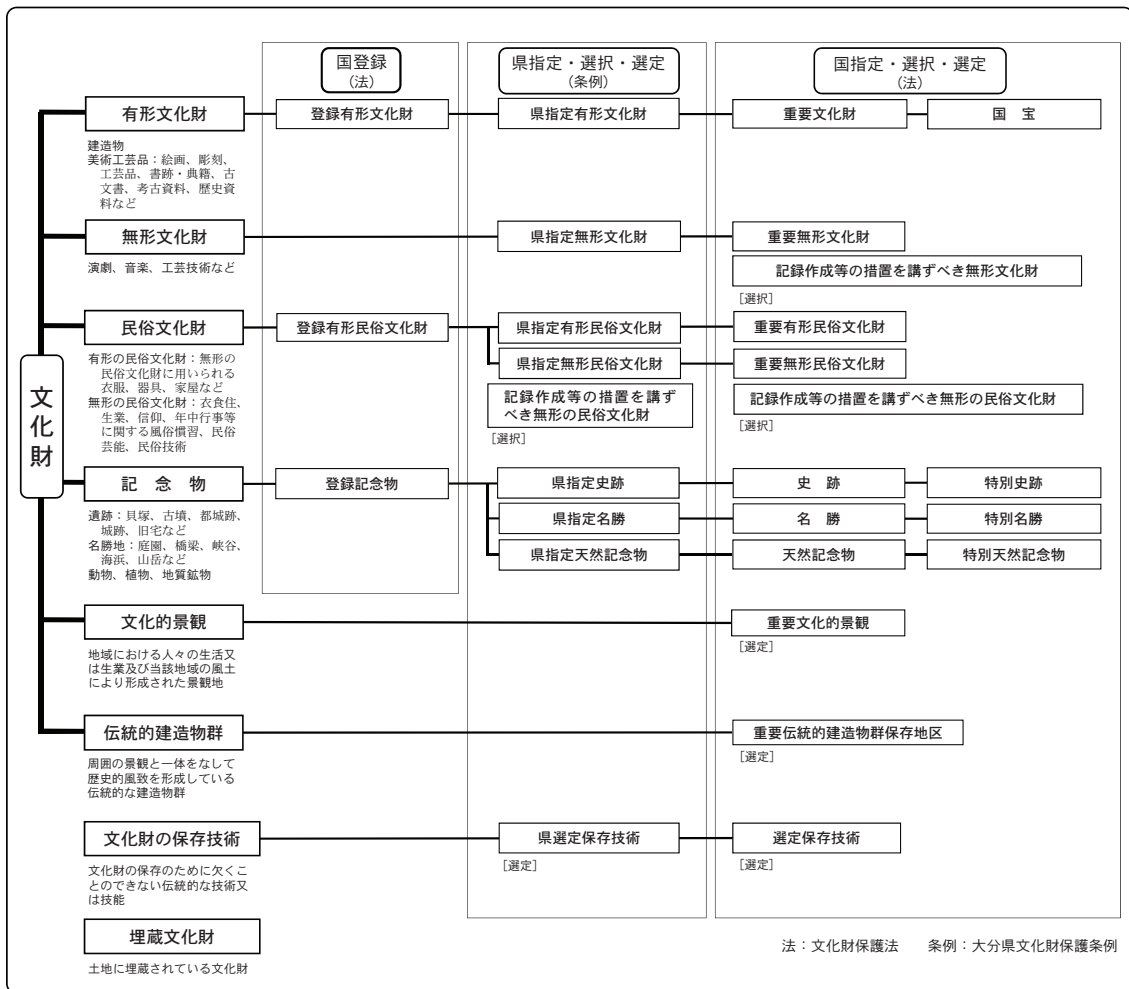 国登録
(法)
県指定・選択・選定
(条例)
国指定・選択・選定
(法)
文化財
有形文化財
登録有形文化財
県指定有形文化財
重要文化財
国　宝
建造物
美術工芸品：絵画、彫刻、
工芸品、書跡・典籍、古
文書、考古資料、歴史資
料など
無形文化財
県指定無形文化財
重要無形文化財
演劇、音楽、工芸技術など
記録作成等の措置を講ずべき無形文化財
［選択］
民俗文化財
登録有形民俗文化財
県指定有形民俗文化財
重要有形民俗文化財
県指定無形民俗文化財
重要無形民俗文化財
有形の民俗文化財：無形の
民俗文化財に用いられる
衣服、器具、家屋など
無形の民俗文化財：衣食住、
生業、信仰、年中行事等
に関する風俗慣習、民俗
芸能、民俗技術
記録作成等の措置を講ず
べき無形の民俗文化財
［選択］
記録作成等の措置を講ずべき無形の民俗文化財
［選択］
記　念　物
登録記念物
県指定史跡
史　跡
特別史跡
県指定名勝
名　勝
特別名勝
県指定天然記念物
天然記念物
特別天然記念物
遺跡：貝塚、古墳、都城跡、
城跡、旧宅など
名勝地：庭園、橋梁、峡谷、
海浜、山岳など
動物、植物、地質鉱物
文化的景観
重要文化的景観
［選定］
地域における人々の生活又
は生業及び当該地域の風土
により形成された景観地
伝統的建造物群
重要伝統的建造物群保存地区
［選定］
周囲の景観と一体をなして
歴史的風致を形成している
伝統的な建造物群
文化財の保存技術
県選定保存技術
［選定］
選定保存技術
［選定］
文化財の保存のために欠くこ
とのできない伝統的な技術又
は技能
埋蔵文化財
土地に埋蔵されている文化財
法：文化財保護法　　条例：大分県文化財保護条例